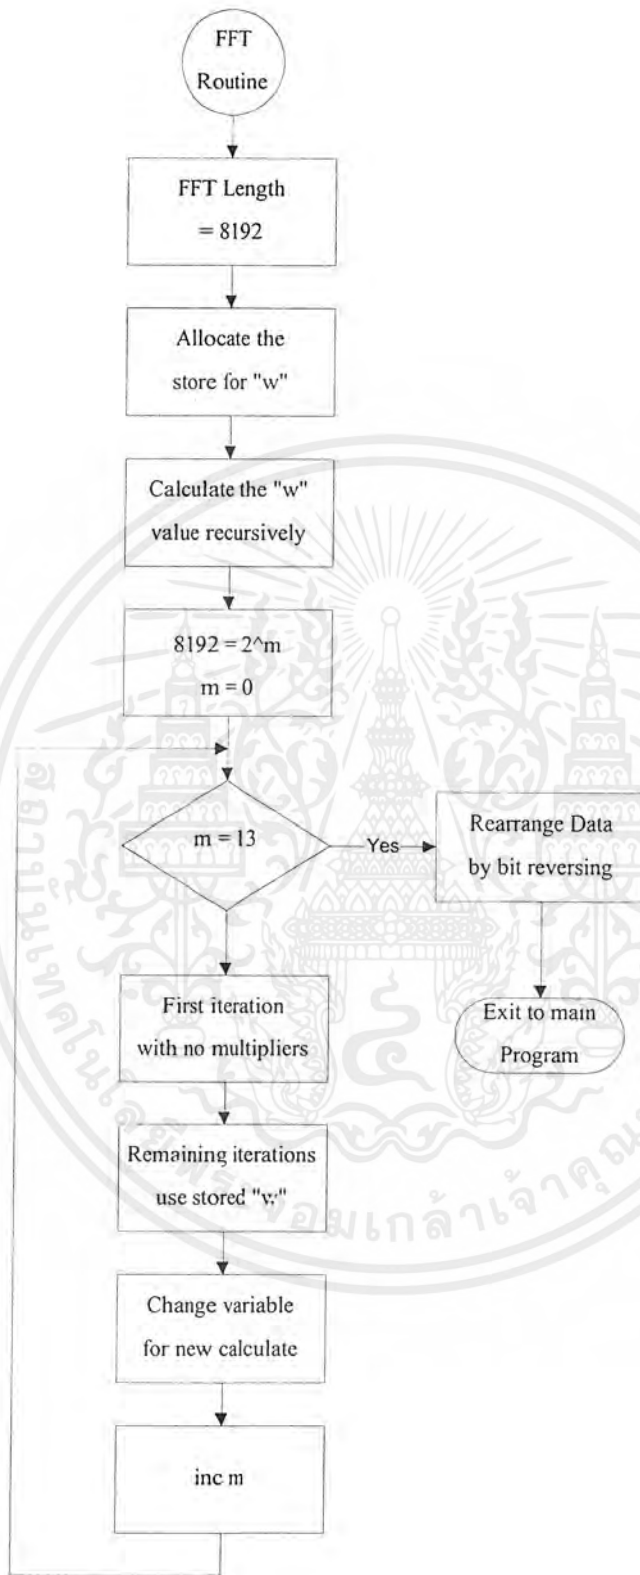 FFT
Routine
FFT Length
= 8192
Allocate the
store for "w"
Calculate the "w"
value recursively
8192 = 2^m
m = 0
m = 13
Yes
Rearrange Data
by bit reversing
First iteration
with no multipliers
Exit to main
Program
Remaining iterations
use stored "w"
Change variable
for new calculate
inc m